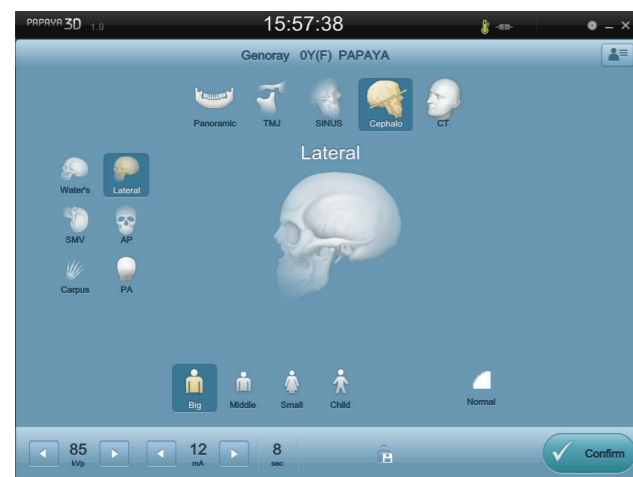 PAPAYA 3D 1.0
15:57:38
Genoray 0Y(F) PAPAYA
Panoramic TMJ SINUS Cephalo CT
Lateral
Water's Lateral
SMV AP
Carpus PA
Big Middle Small Child Normal
85 12 8 Confirm
kVp mA sec